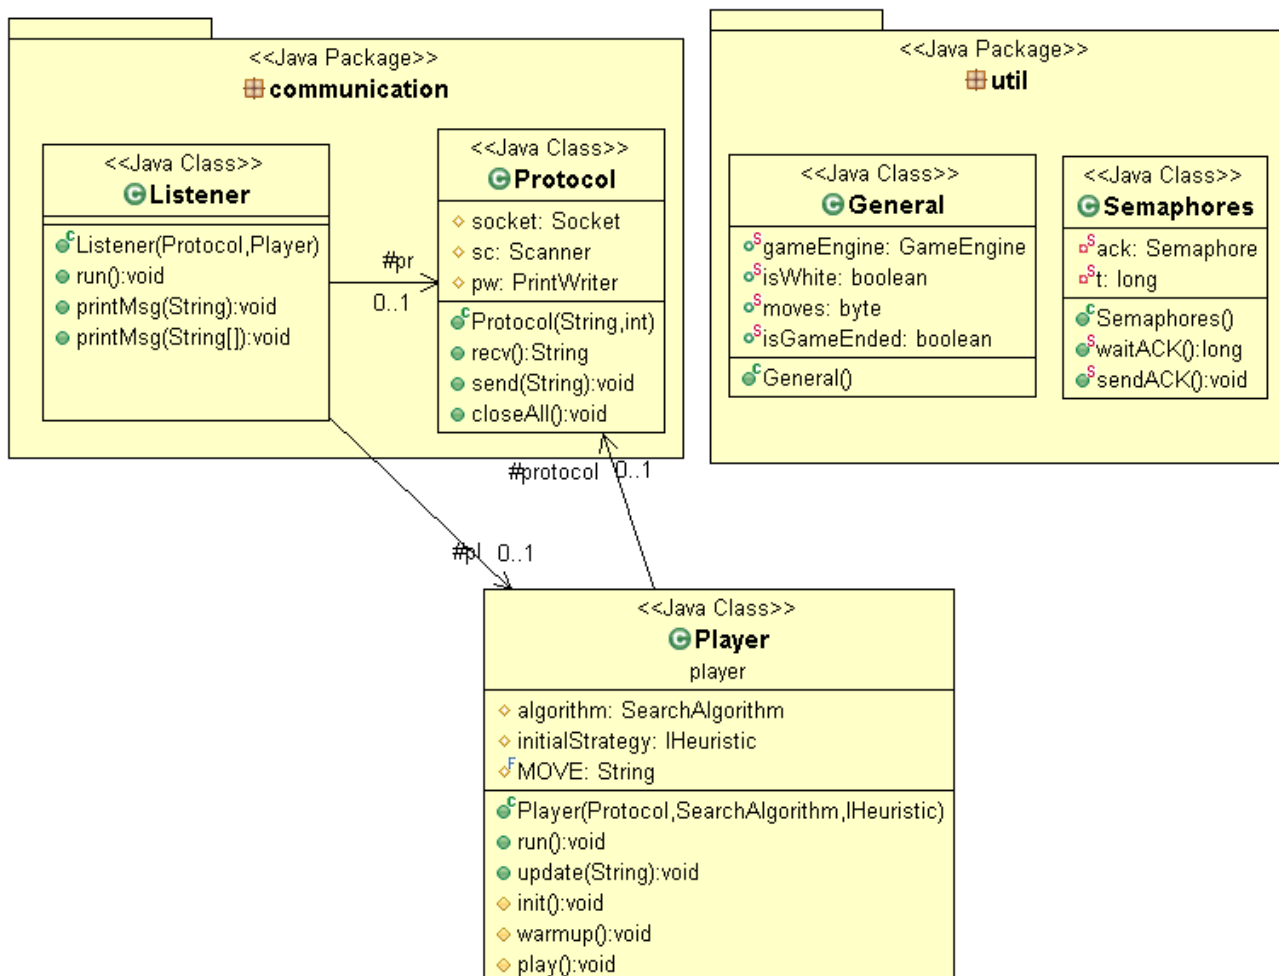 <<Java Package>>
communication
<<Java Class>>
Listener
Listener(Protocol,Player)
run():void
printMsg(String):void
printMsg(String[]):void
#pr
0..1
<<Java Class>>
Protocol
socket: Socket
sc: Scanner
pw: PrintWriter
Protocol(String,int)
recv():String
send(String):void
closeAll():void
<<Java Package>>
util
<<Java Class>>
General
gameEngine: GameEngine
isWhite: boolean
moves: byte
isGameEnded: boolean
General()
<<Java Class>>
Semaphores
ack: Semaphore
t: long
Semaphores()
waitACK():long
sendACK():void
#protocol 0..1
#pl 0..1
<<Java Class>>
Player
player
algorithm: SearchAlgorithm
initialStrategy: IHeuristic
MOVE: String
Player(Protocol,SearchAlgorithm,IHeuristic)
run():void
update(String):void
init():void
warmup():void
play():void